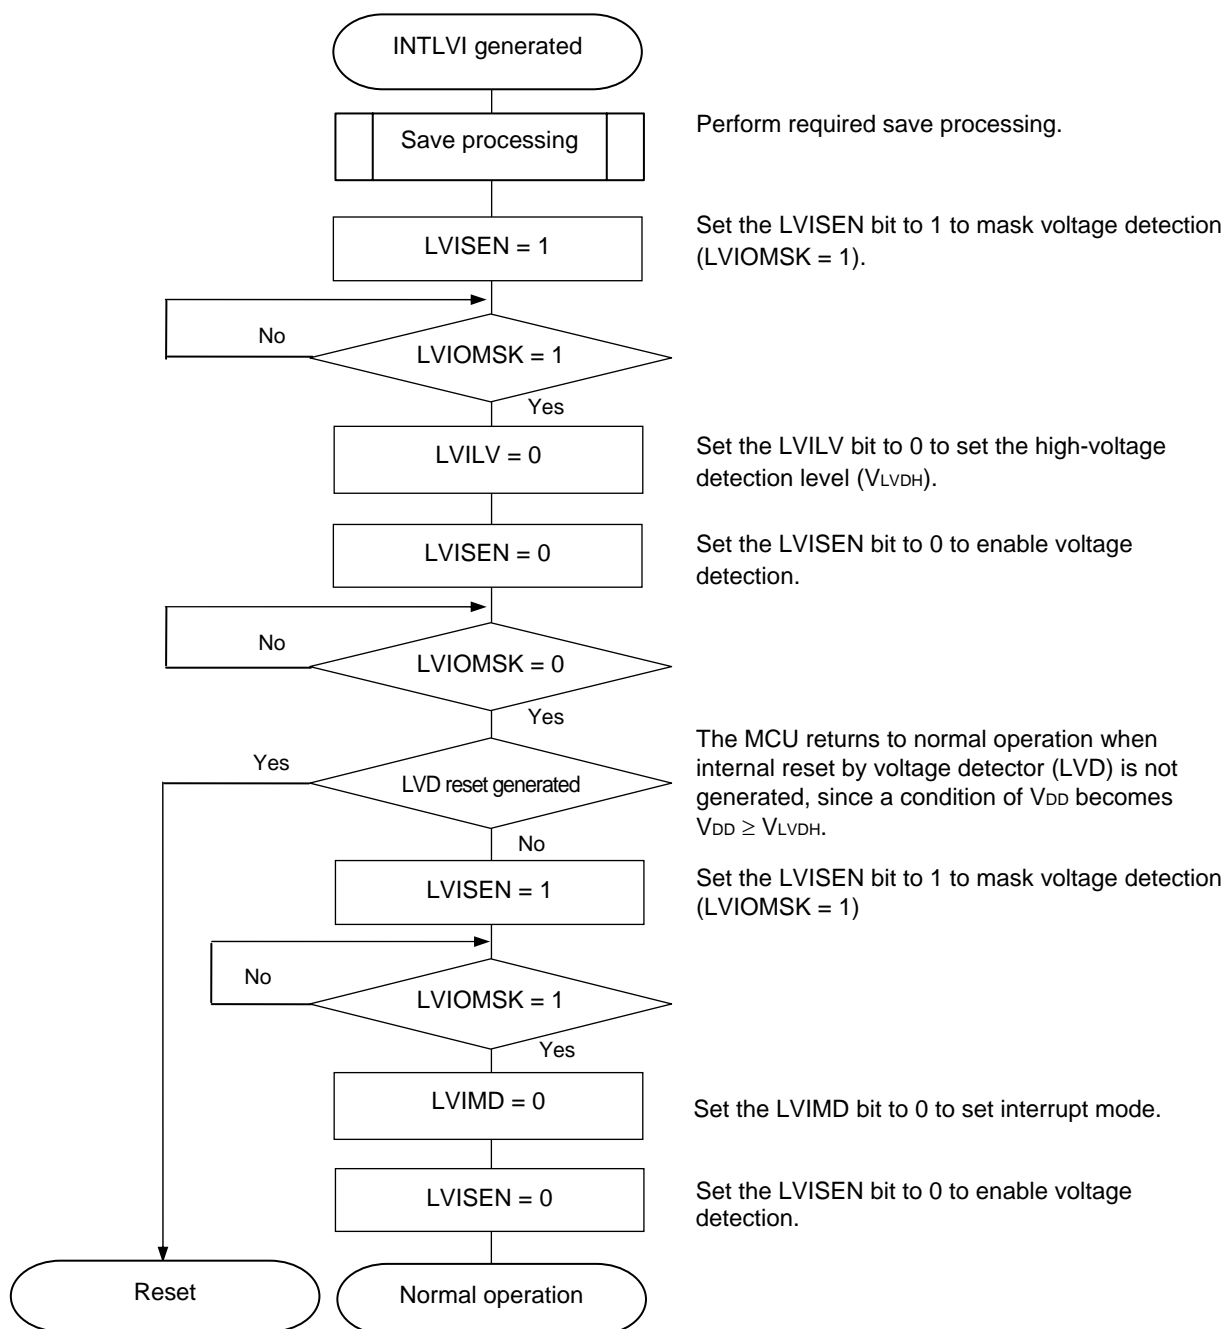 INTLVI generated
Save processing
Perform required save processing.
LVISEN = 1
Set the LVISEN bit to 1 to mask voltage detection
(LVIOMSK = 1).
No
LVIOMSK = 1
Yes
LVILV = 0
Set the LVILV bit to 0 to set the high-voltage
detection level (VLVDH).
LVISEN = 0
Set the LVISEN bit to 0 to enable voltage
detection.
No
LVIOMSK = 0
Yes
Yes
LVD reset generated
The MCU returns to normal operation when
internal reset by voltage detector (LVD) is not
generated, since a condition of VDD becomes
VDD ≥ VLVDH.
No
LVISEN = 1
Set the LVISEN bit to 1 to mask voltage detection
(LVIOMSK = 1)
No
LVIOMSK = 1
Yes
LVIMD = 0
Set the LVIMD bit to 0 to set interrupt mode.
LVISEN = 0
Set the LVISEN bit to 0 to enable voltage
detection.
Reset
Normal operation